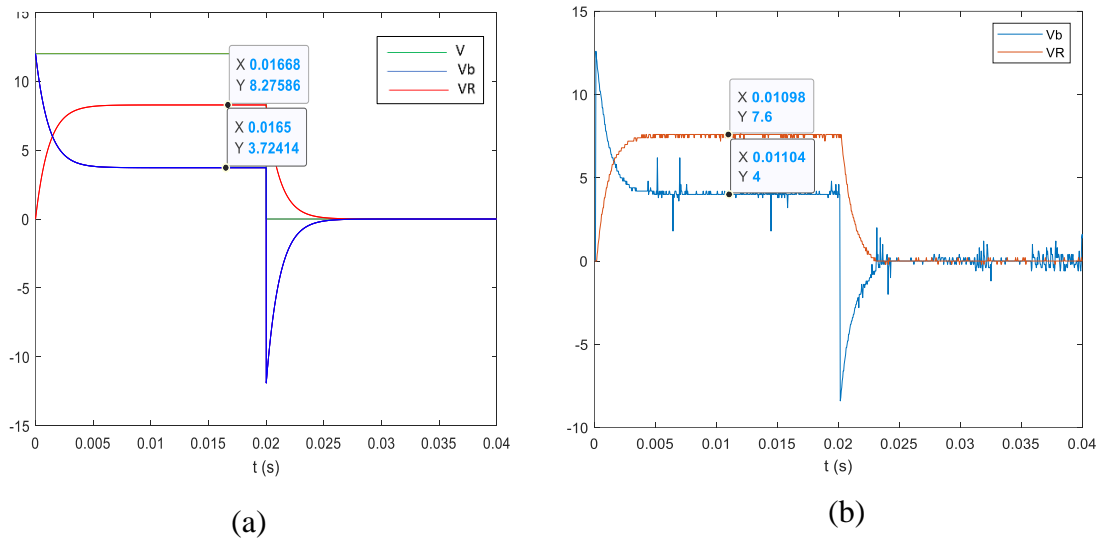 15
10
5
0
-5
-10
-15
0
0.005
0.01
0.015
0.02
0.025
0.03
0.035
0.04
t (s)
V
Vb
VR
X 0.01668
Y 8.27586
X 0.0165
Y 3.72414
(a)
15
10
5
0
-5
-10
0
0.005
0.01
0.015
0.02
0.025
0.03
0.035
0.04
t (s)
Vb
VR
X 0.01098
Y 7.6
X 0.01104
Y 4
(b)